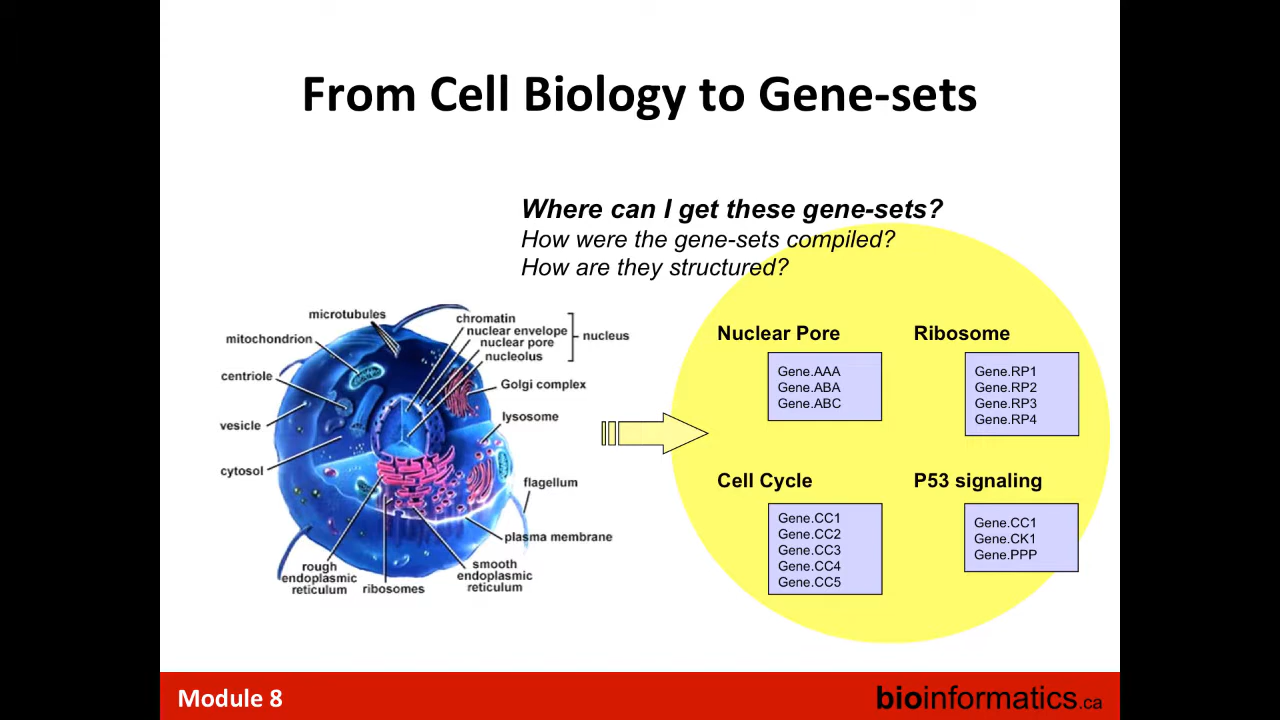 From Cell Biology to Gene-sets
Where can I get these gene-sets?
How were the gene-sets compiled?
How are they structured?
microtubules
mitochondrion
centriole
vesicle
cytosol
chromatin
nuclear envelope
nuclear pore
nucleolus
nucleus
Golgi complex
lysosome
flagellum
plasma membrane
smooth
endoplasmic
reticulum
ribosomes
rough
endoplasmic
reticulum
Nuclear Pore
Gene.AAA
Gene.ABA
Gene.ABC
Ribosome
Gene.RP1
Gene.RP2
Gene.RP3
Gene.RP4
Cell Cycle
Gene.CC1
Gene.CC2
Gene.CC3
Gene.CC4
Gene.CC5
P53 signaling
Gene.CC1
Gene.CK1
Gene.PPP
Module 8
bioinformatics.ca